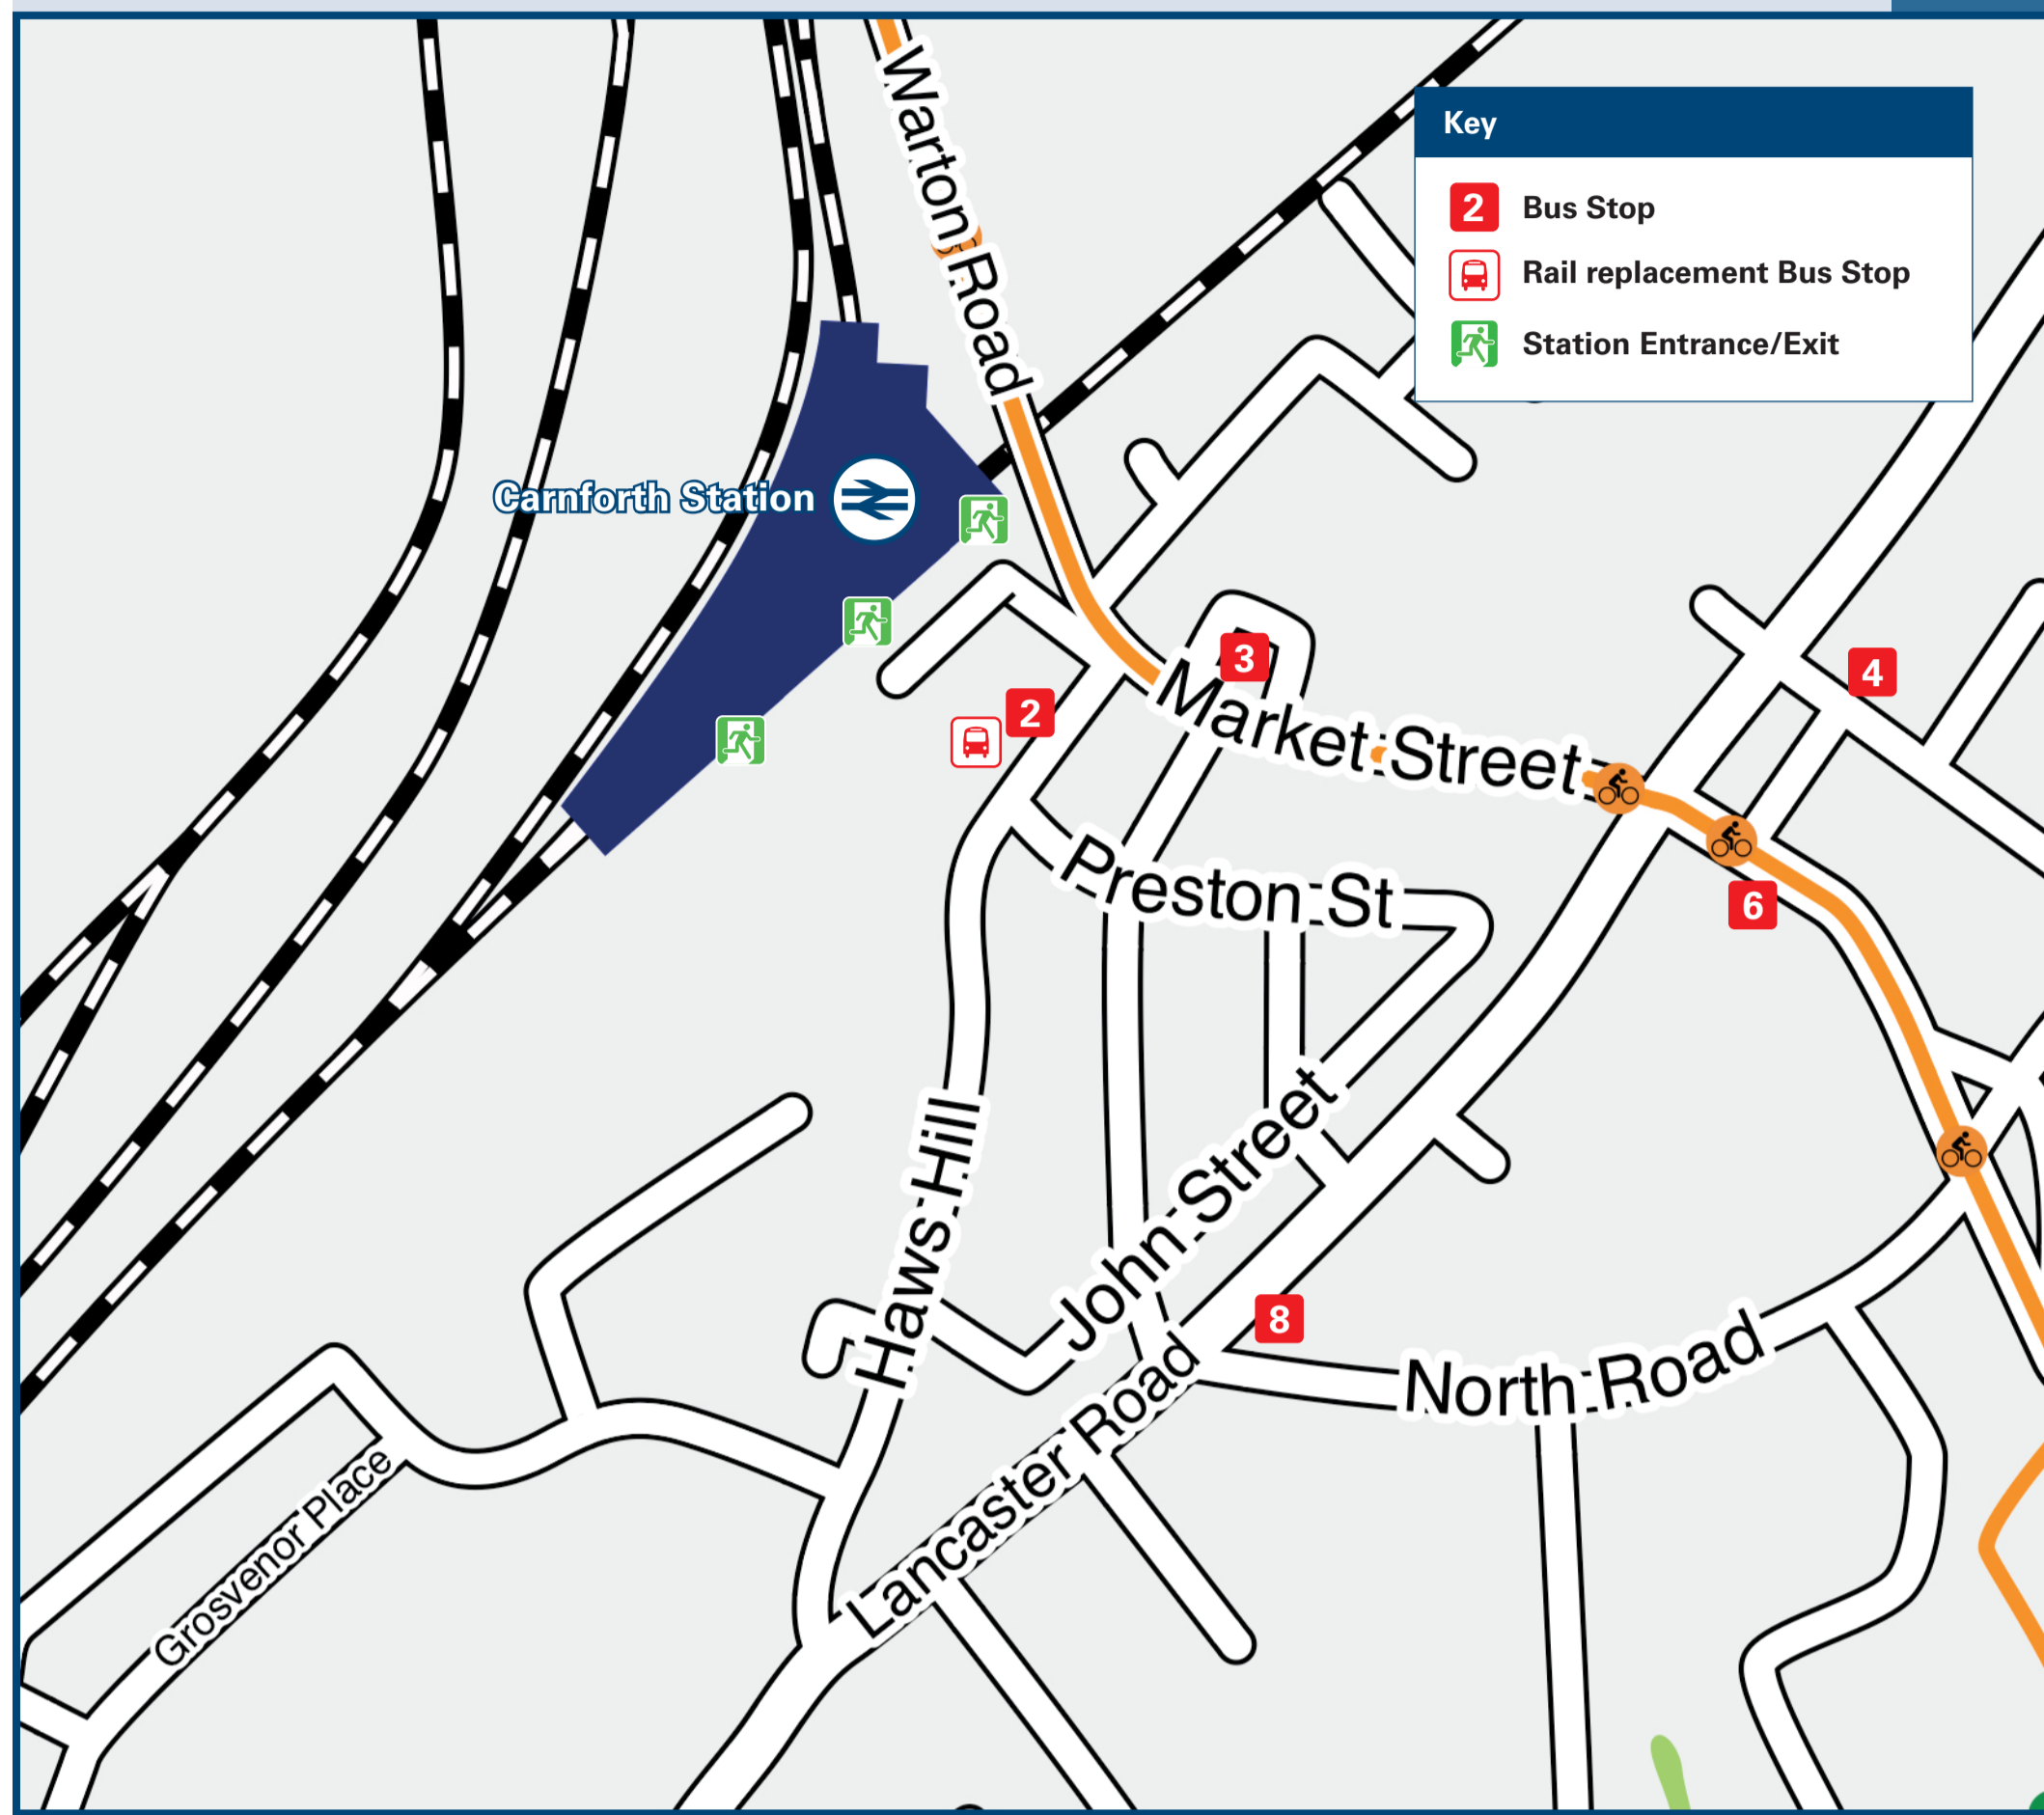 Warton Road
Key
2 Bus Stop
Rail replacement Bus Stop
Station Entrance/Exit
Carnforth Station
3
4
2
Market Street
Preston St
6
Haws Hill
John Street
8
North Road
Lancaster Road
Grosvenor Place